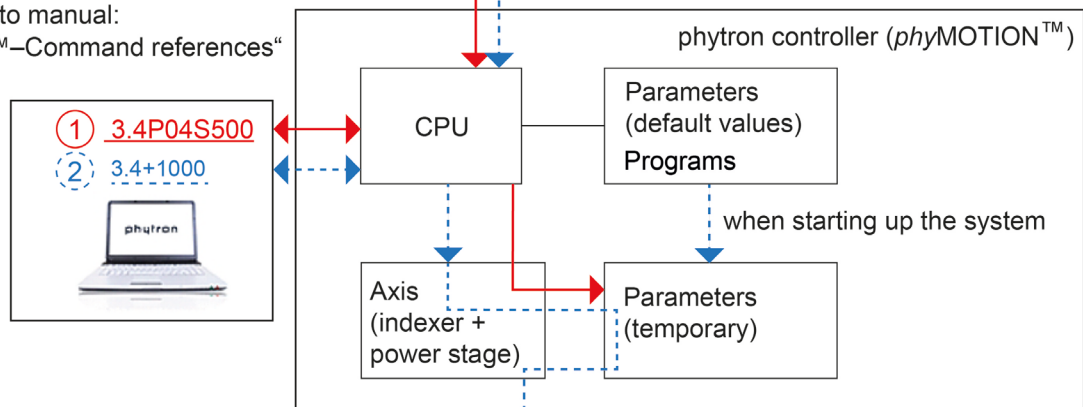 to manual:
–Command references“
phytron controller (phyMOTION™)
1 3.4P04S500
2 3.4+1000
phytron
CPU
Parameters
(default values)
Programs
when starting up the system
Axis
(indexer +
power stage)
Parameters
(temporary)